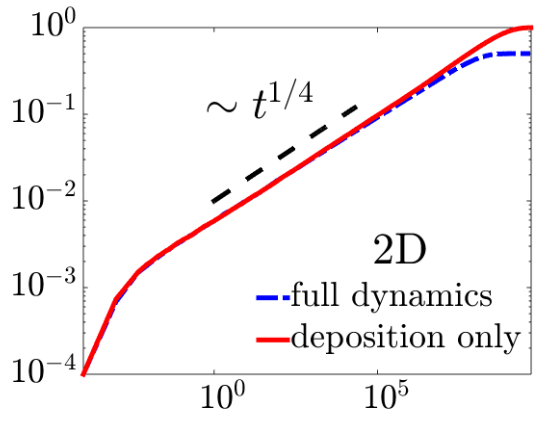 10^0
∼ t^{1/4}
10^{-1}
10^{-2}
2D
10^{-3}
full dynamics
deposition only
10^{-4}
10^0 10^5